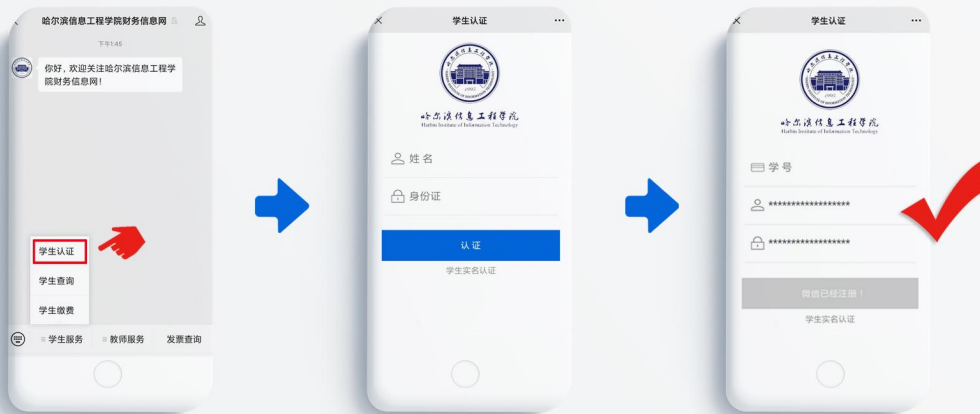 哈尔滨信息工程学院财务信息网
下午1:45
你好，欢迎关注哈尔滨信息工程学
院财务信息网！
学生认证
学生查询
学生缴费
学生服务
教师服务
发票查询
学生认证
哈尔滨信息工程学院
Harbin Institute of Information Technology
姓名
身份证
认证
学生实名认证
学生认证
哈尔滨信息工程学院
Harbin Institute of Information Technology
学号
******************
******************
微信已经注册！
学生实名认证